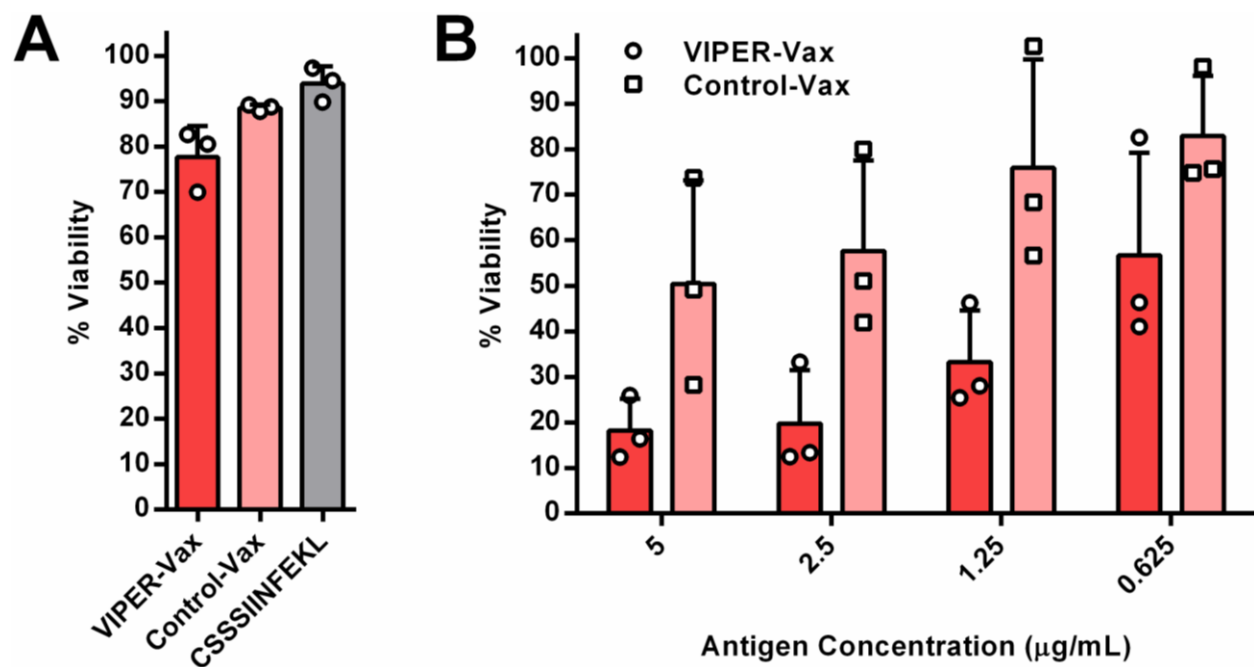 A
% Viability
100
90
80
70
60
50
40
30
20
10
0
VIPER-Vax
Control-Vax
CSSSIINFEKL
B
VIPER-Vax
Control-Vax
% Viability
100
90
80
70
60
50
40
30
20
10
0
5
2.5
1.25
0.625
Antigen Concentration (μg/mL)